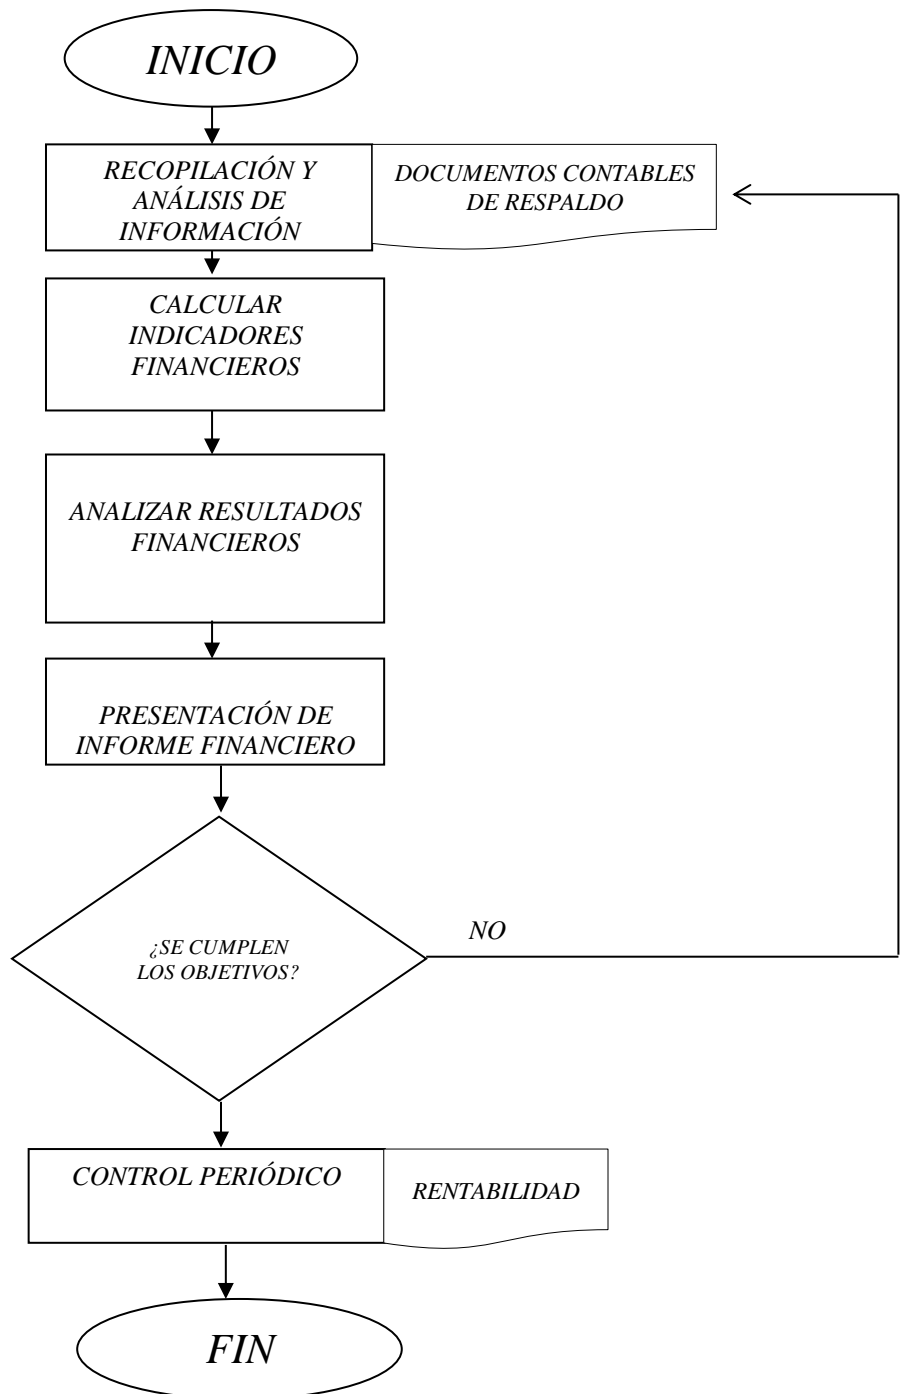 INICIO
RECOPILACIÓN Y
ANÁLISIS DE
INFORMACIÓN
DOCUMENTOS CONTABLES
DE RESPALDO
CALCULAR
INDICADORES
FINANCIEROS
ANALIZAR RESULTADOS
FINANCIEROS
PRESENTACIÓN DE
INFORME FINANCIERO
¿SE CUMPLEN
LOS OBJETIVOS?
NO
CONTROL PERIÓDICO
RENTABILIDAD
FIN